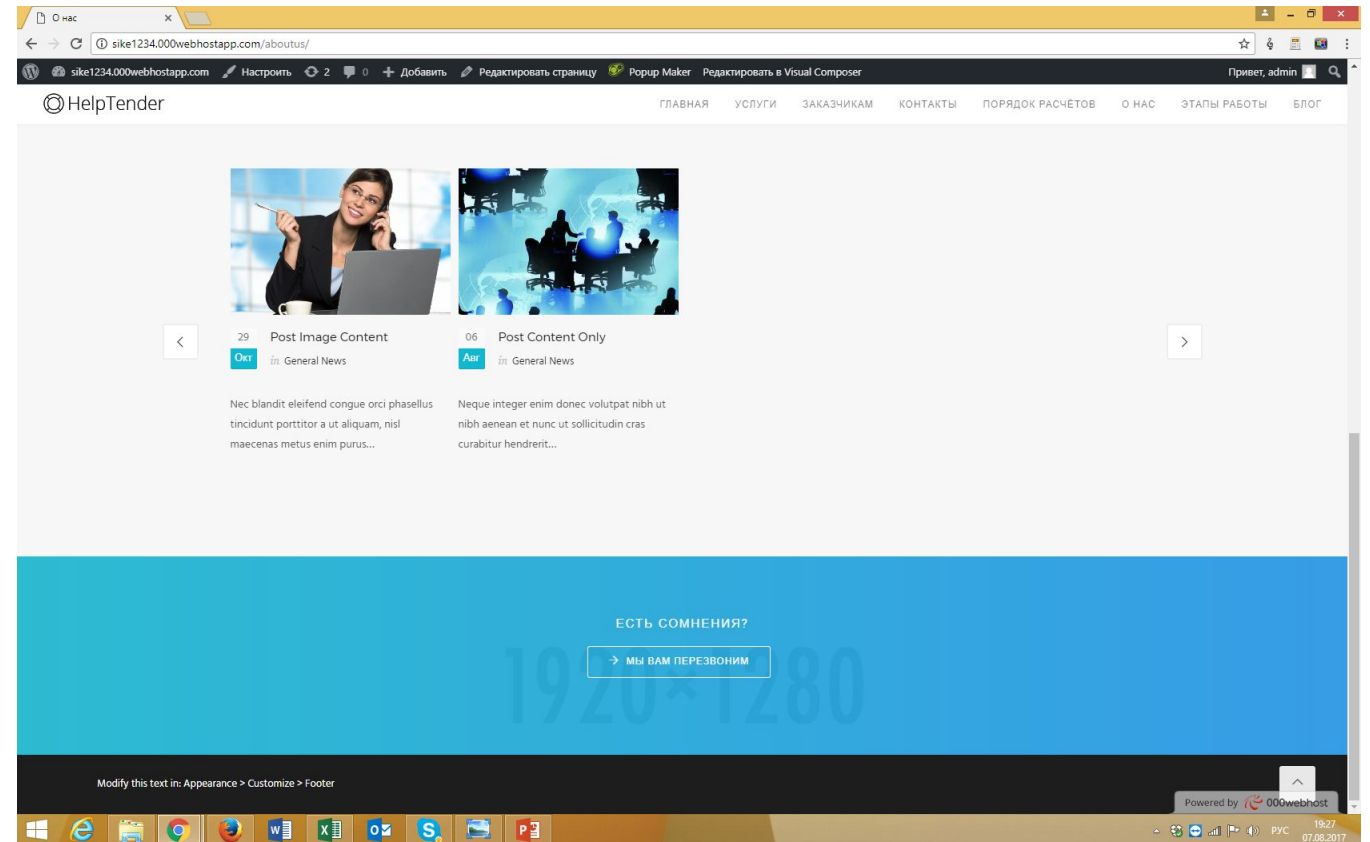 О нас
sike1234.000webhostapp.com/aboutus/
sike1234.000webhostapp.com Настроить 2 0 Добавить Редактировать страницу Popup Maker Редактировать в Visual Composer Привет, admin
HelpTender ГЛАВНАЯ УСЛУГИ ЗАКАЗЧИКАМ КОНТАКТЫ ПОРЯДОК РАСЧЁТОВ О НАС ЭТАПЫ РАБОТЫ БЛОГ
29 Post Image Content
Окт in General News
Nec blandit eleifend congue orci phasellus
tincidunt porttitor a ut aliquam, nisl
maecenas metus enim purus...
06 Post Content Only
Авг in General News
Neque integer enim donec volutpat nibh ut
nibh aenean et nunc ut sollicitudin cras
curabitur hendrerit...
ЕСТЬ СОМНЕНИЯ?
МЫ ВАМ ПЕРЕЗВОНИМ
1920×1280
Modify this text in: Appearance > Customize > Footer
Powered by 000webhost
РУС 19:27
07.08.2017